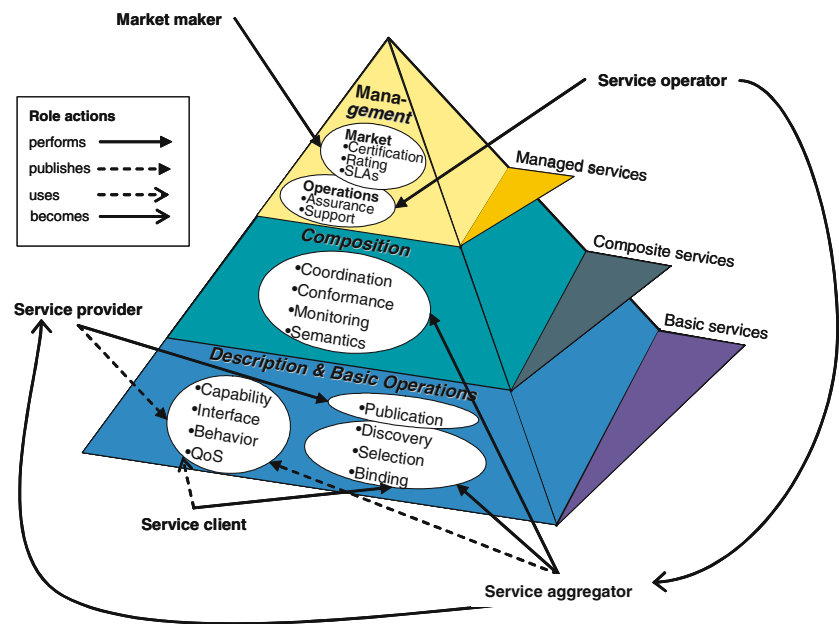 Market maker
Service operator
Role actions
performs
publishes
uses
becomes
Mana-
gement
Market
•Certification
•Rating
•SLAs
Operations
•Assurance
•Support
Managed services
Composition
•Coordination
•Conformance
•Monitoring
•Semantics
Composite services
Service provider
Description & Basic Operations
•Capability
•Interface
•Behavior
•QoS
•Publication
•Discovery
•Selection
•Binding
Basic services
Service client
Service aggregator